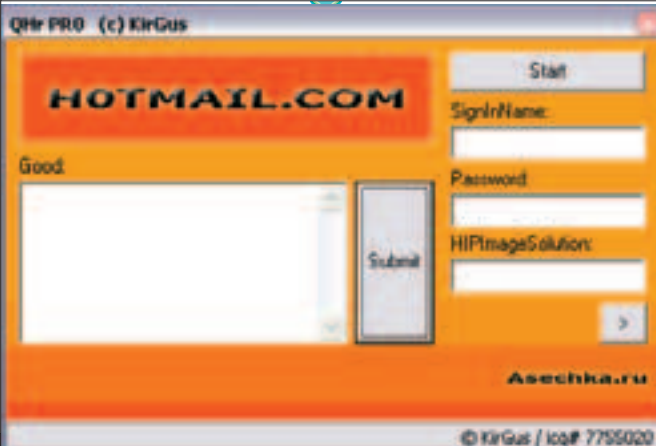 QHr PRO (c) KirGus
HOTMAIL.COM
Start
SignInName:
Good:
Password:
Submit
HIPImageSolution:
>
Asechka.ru
© KirGus / icq# 7755020